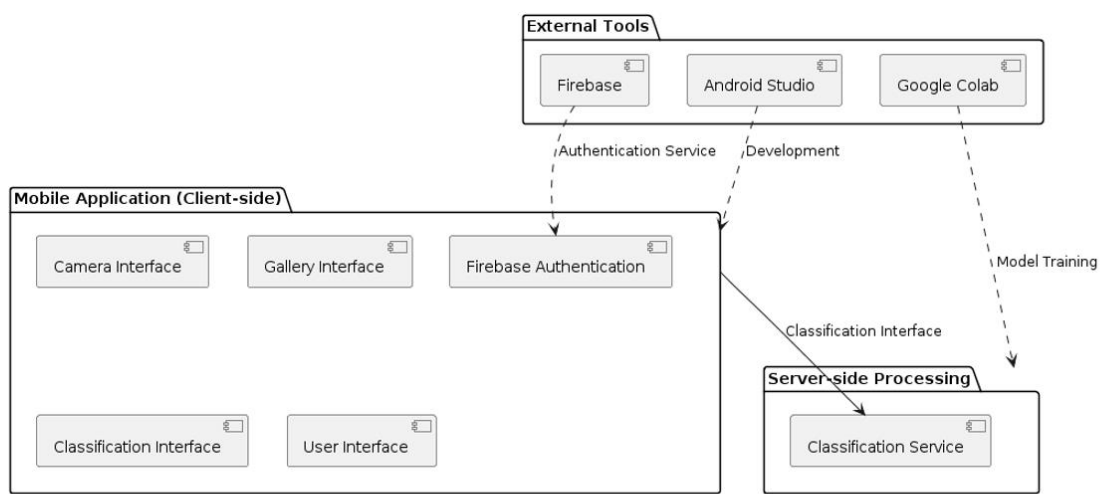 External Tools
Firebase
Android Studio
Google Colab
Authentication Service
Development
Mobile Application (Client-side)
Camera Interface
Gallery Interface
Firebase Authentication
Model Training
Classification Interface
Server-side Processing
Classification Interface
User Interface
Classification Service